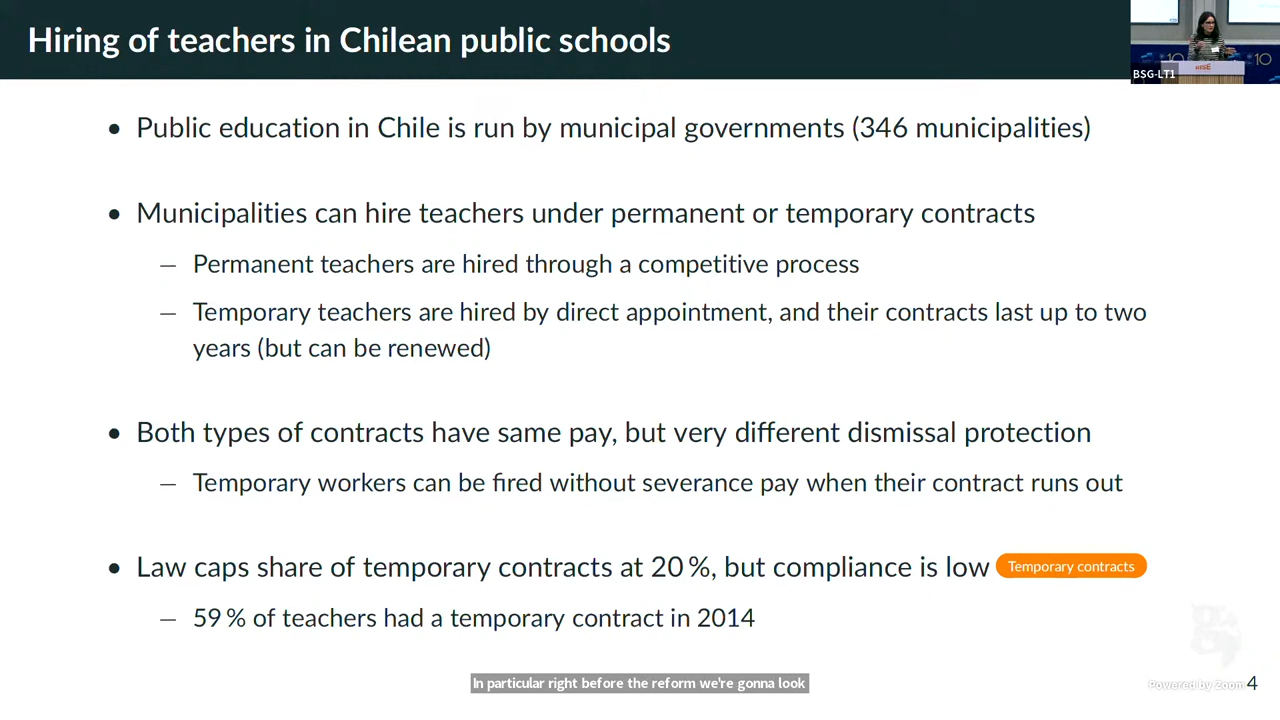 Hiring of teachers in Chilean public schools
BSG-LT1
• Public education in Chile is run by municipal governments (346 municipalities)
• Municipalities can hire teachers under permanent or temporary contracts
— Permanent teachers are hired through a competitive process
— Temporary teachers are hired by direct appointment, and their contracts last up to two
years (but can be renewed)
• Both types of contracts have same pay, but very different dismissal protection
— Temporary workers can be fired without severance pay when their contract runs out
• Law caps share of temporary contracts at 20 %, but compliance is low Temporary contracts
— 59 % of teachers had a temporary contract in 2014
In particular right before the reform we're gonna look
Powered by Zoom
4